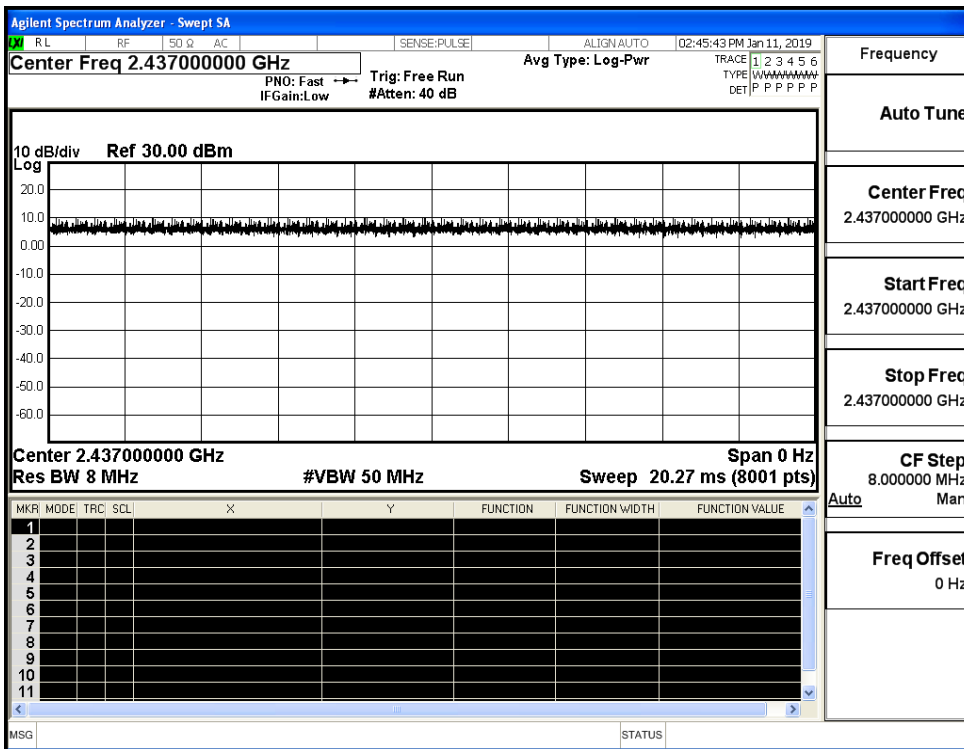 Agilent Spectrum Analyzer - Swept SA
LXI RL RF 50 Ω AC SENSE:PULSE ALIGN AUTO 02:45:43 PM Jan 11, 2019
Center Freq 2.437000000 GHz
PNO: Fast
IFGain:Low
Trig: Free Run
#Atten: 40 dB
Avg Type: Log-Pwr
TRACE 1 2 3 4 5 6
TYPE WWWWWW
DET P P P P P P
10 dB/div Ref 30.00 dBm
Log
20.0
10.0
0.00
-10.0
-20.0
-30.0
-40.0
-50.0
-60.0
Center 2.437000000 GHz Span 0 Hz
Res BW 8 MHz #VBW 50 MHz Sweep 20.27 ms (8001 pts)
MKR MODE TRC SCL X Y FUNCTION FUNCTION WIDTH FUNCTION VALUE
1
2
3
4
5
6
7
8
9
10
11
MSG STATUS
Frequency
Auto Tune
Center Freq
2.437000000 GHz
Start Freq
2.437000000 GHz
Stop Freq
2.437000000 GHz
CF Step
8.000000 MHz
Auto Man
Freq Offset
0 Hz